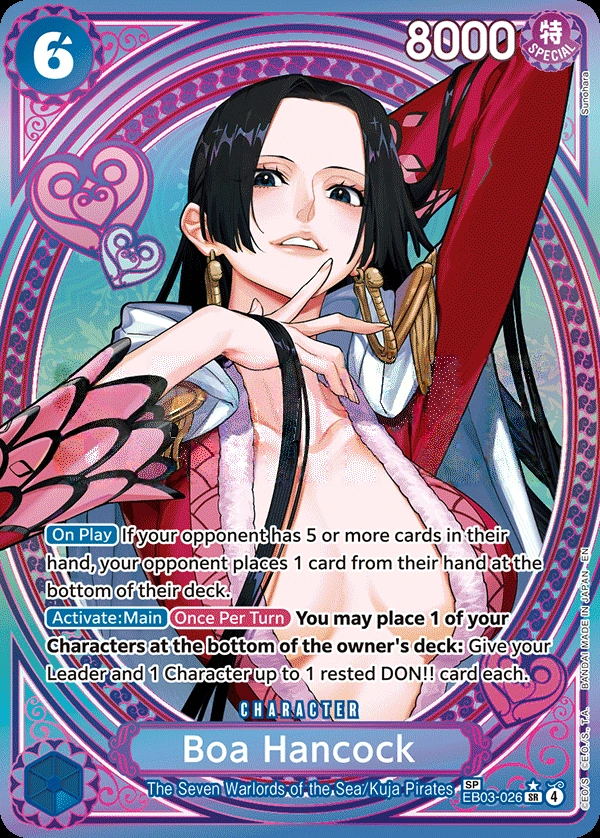 6
8000
特
SPECIAL
Sunohara
On Play If your opponent has 5 or more cards in their
hand, your opponent places 1 card from their hand at the
bottom of their deck.
Activate:Main Once Per Turn You may place 1 of your
Characters at the bottom of the owner's deck: Give your
Leader and 1 Character up to 1 rested DON!! card each.
CHARACTER
Boa Hancock
The Seven Warlords of the Sea/Kuja Pirates
SP
EB03-026 SR 4
©E.O/S. ©E.O./S.,T.A. BANDAI MADE IN JAPAN EN